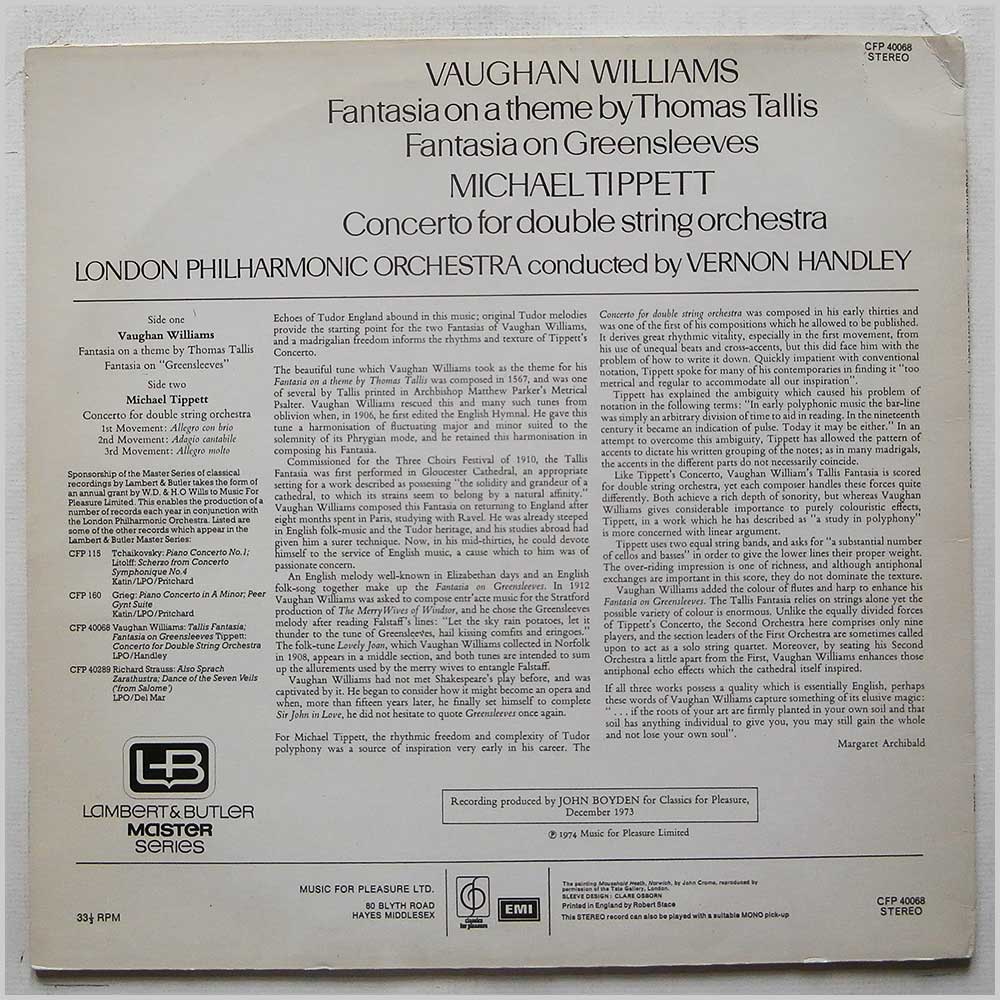 CFP 40068
STEREO
VAUGHAN WILLIAMS
Fantasia on a theme by Thomas Tallis
Fantasia on Greensleeves
MICHAEL TIPPETT
Concerto for double string orchestra
LONDON PHILHARMONIC ORCHESTRA conducted by VERNON HANDLEY
Side one
Vaughan Williams
Fantasia on a theme by Thomas Tallis
Fantasia on "Greensleeves"
Side two
Michael Tippett
Concerto for double string orchestra
1st Movement: Allegro con brio
2nd Movement: Adagio cantabile
3rd Movement: Allegro molto
Sponsorship of the Master Series of classical
recordings by Lambert & Butler takes the form of
an annual grant by W.D. & H.O Wills to Music For
Pleasure Limited. This enables the production of a
number of records each year in conjunction with
the London Philharmonic Orchestra. Listed are
some of the other records which appear in the
Lambert & Butler Master Series:
CFP 115 Tchaikovsky: Piano Concerto No.1;
Litolff: Scherzo from Concerto
Symphonique No.4
Katin/LPO/Pritchard
CFP 160 Grieg: Piano Concerto in A Minor; Peer
Gynt Suite
Katin/LPO/Pritchard
CFP 40068 Vaughan Williams: Tallis Fantasia;
Fantasia on Greensleeves Tippett:
Concerto for Double String Orchestra
LPO/Handley
CFP 40289 Richard Strauss: Also Sprach
Zarathustra; Dance of the Seven Veils
('from Salome')
LPO/Del Mar
L+B
LAMBERT & BUTLER
MASTER
SERIES
Echoes of Tudor England abound in this music; original Tudor melodies
provide the starting point for the two Fantasias of Vaughan Williams,
and a madrigalian freedom informs the rhythms and texture of Tippett's
Concerto.
The beautiful tune which Vaughan Williams took as the theme for his
Fantasia on a theme by Thomas Tallis was composed in 1567, and was one
of several by Tallis printed in Archbishop Matthew Parker's Metrical
Psalter. Vaughan Williams rescued this and many such tunes from
oblivion when, in 1906, he first edited the English Hymnal. He gave this
tune a harmonisation of fluctuating major and minor suited to the
solemnity of its Phrygian mode, and he retained this harmonisation in
composing his Fantasia.
Commissioned for the Three Choirs Festival of 1910, the Tallis
Fantasia was first performed in Gloucester Cathedral, an appropriate
setting for a work described as possessing "the solidity and grandeur of a
cathedral, to which its strains seem to belong by a natural affinity."
Vaughan Williams composed this Fantasia on returning to England after
eight months spent in Paris, studying with Ravel. He was already steeped
in English folk-music and the Tudor heritage, and his studies abroad had
given him a surer technique. Now, in his mid-thirties, he could devote
himself to the service of English music, a cause which to him was of
passionate concern.
An English melody well-known in Elizabethan days and an English
folk-song together make up the Fantasia on Greensleeves. In 1912
Vaughan Williams was asked to compose entr'acte music for the Stratford
production of The Merry Wives of Windsor, and he chose the Greensleeves
melody after reading Falstaff's lines: "Let the sky rain potatoes, let it
thunder to the tune of Greensleeves, hail kissing comfits and eringoes."
The folk-tune Lovely Joan, which Vaughan Williams collected in Norfolk
in 1908, appears in a middle section, and both tunes are intended to sum
up the allurements used by the merry wives to entangle Falstaff.
Vaughan Williams had not met Shakespeare's play before, and was
captivated by it. He began to consider how it might become an opera and
when, more than fifteen years later, he finally set himself to complete
Sir John in Love, he did not hesitate to quote Greensleeves once again.
For Michael Tippett, the rhythmic freedom and complexity of Tudor
polyphony was a source of inspiration very early in his career. The
Concerto for double string orchestra was composed in his early thirties and
was one of the first of his compositions which he allowed to be published.
It derives great rhythmic vitality, especially in the first movement, from
his use of unequal beats and cross-accents, but this did face him with the
problem of how to write it down. Quickly impatient with conventional
notation, Tippett spoke for many of his contemporaries in finding it "too
metrical and regular to accommodate all our inspiration".
Tippett has explained the ambiguity which caused his problem of
notation in the following terms: "In early polyphonic music the bar-line
was simply an arbitrary division of time to aid in reading. In the nineteenth
century it became an indication of pulse. Today it may be either." In an
attempt to overcome this ambiguity, Tippett has allowed the pattern of
accents to dictate his written grouping of the notes; as in many madrigals,
the accents in the different parts do not necessarily coincide.
Like Tippett's Concerto, Vaughan William's Tallis Fantasia is scored
for double string orchestra, yet each composer handles these forces quite
differently. Both achieve a rich depth of sonority, but whereas Vaughan
Williams gives considerable importance to purely colouristic effects,
Tippett, in a work which he has described as "a study in polyphony"
is more concerned with linear argument.
Tippett uses two equal string bands, and asks for "a substantial number
of cellos and basses" in order to give the lower lines their proper weight.
The over-riding impression is one of richness, and although antiphonal
exchanges are important in this score, they do not dominate the texture.
Vaughan Williams added the colour of flutes and harp to enhance his
Fantasia on Greensleeves. The Tallis Fantasia relies on strings alone yet the
possible variety of colour is enormous. Unlike the equally divided forces
of Tippett's Concerto, the Second Orchestra here comprises only nine
players, and the section leaders of the First Orchestra are sometimes called
upon to act as a solo string quartet. Moreover, by seating his Second
Orchestra a little apart from the First, Vaughan Williams enhances those
antiphonal echo effects which the cathedral itself inspired.
If all three works possess a quality which is essentially English, perhaps
these words of Vaughan Williams capture something of its elusive magic:
" . . . if the roots of your art are firmly planted in your own soil and that
soil has anything individual to give you, you may still gain the whole
and not lose your own soul".
Margaret Archibald
Recording produced by JOHN BOYDEN for Classics for Pleasure,
December 1973
℗ 1974 Music for Pleasure Limited
33⅓ RPM
MUSIC FOR PLEASURE LTD.
80 BLYTH ROAD
HAYES MIDDLESEX
classics
for pleasure
EMI
The painting Mousehold Heath, Norwich, by John Crome, reproduced by
permission of the Tate Gallery, London.
SLEEVE DESIGN: CLARE OSBORN
Printed in England by Robert Stace
This STEREO record can also be played with a suitable MONO pick-up
CFP 40068
STEREO